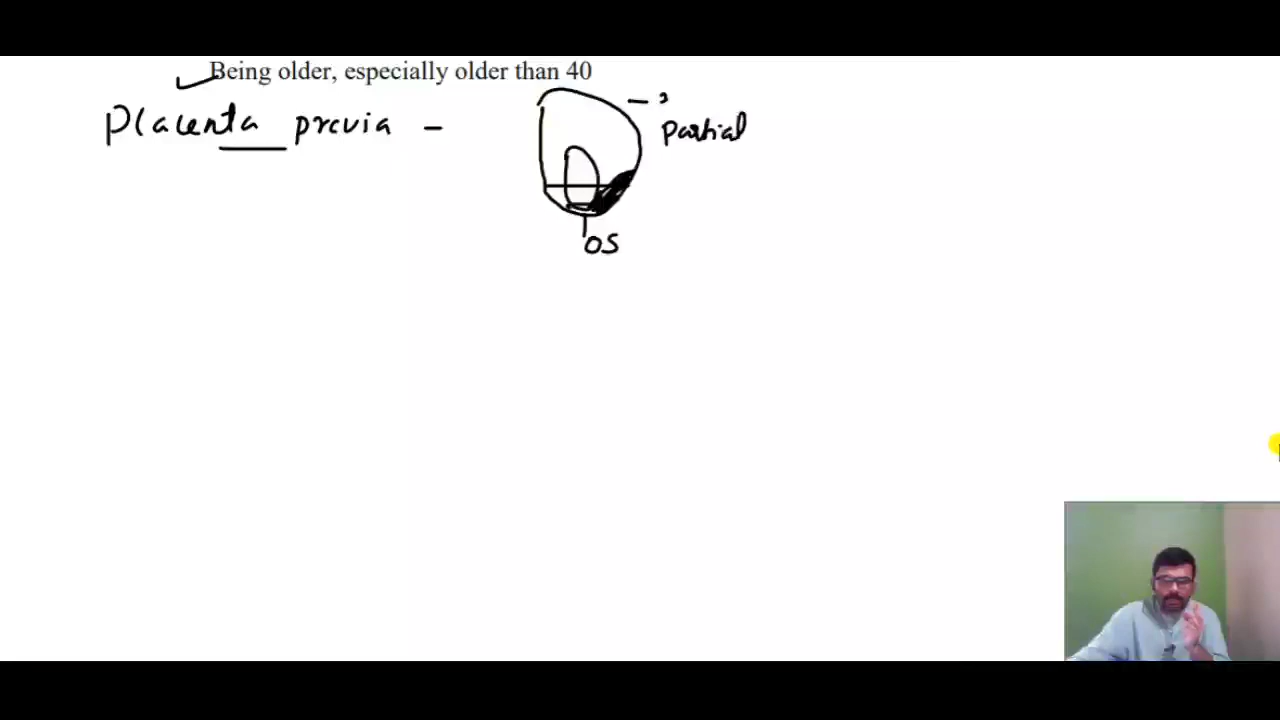 Being older, especially older than 40
Placenta previa -
partial
OS